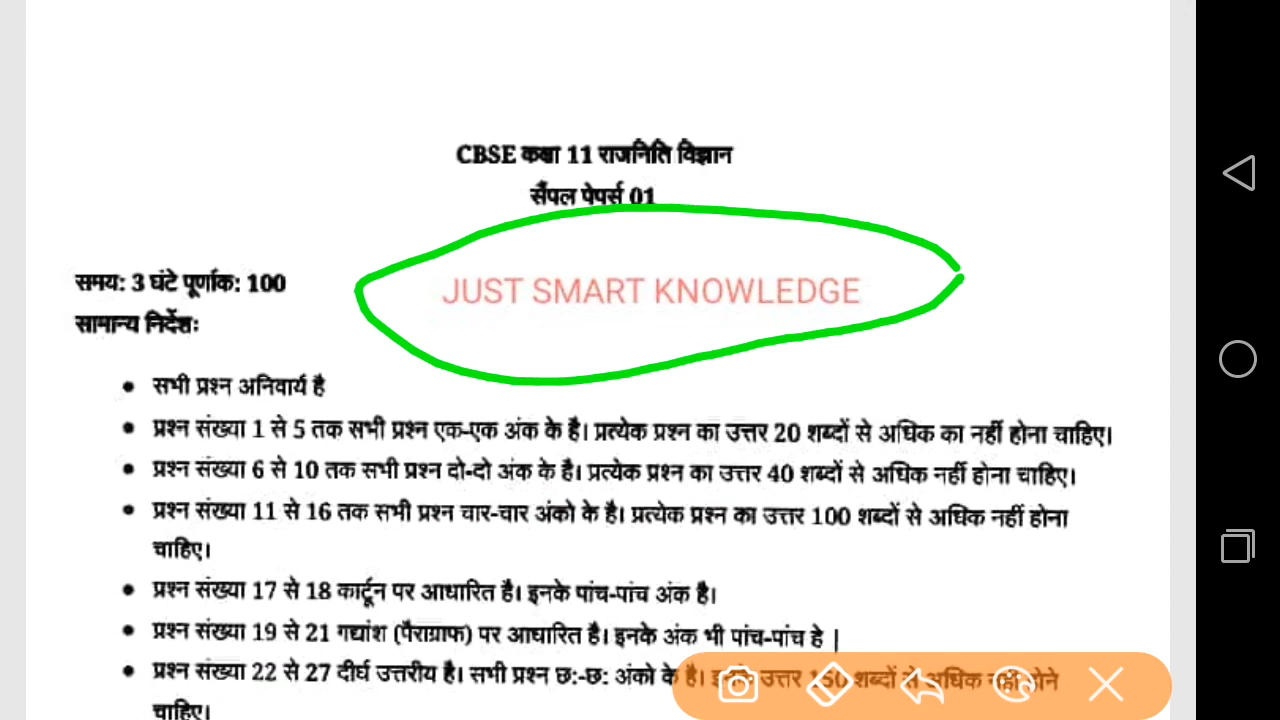 CBSE कक्षा 11 राजनिति विज्ञान
सैंपल पेपर्स 01
समय: 3 घंटे पूर्णांक: 100
JUST SMART KNOWLEDGE
सामान्य निर्देश:
• सभी प्रश्न अनिवार्य है
• प्रश्न संख्या 1 से 5 तक सभी प्रश्न एक-एक अंक के है। प्रत्येक प्रश्न का उत्तर 20 शब्दों से अधिक का नहीं होना चाहिए।
• प्रश्न संख्या 6 से 10 तक सभी प्रश्न दो-दो अंक के है। प्रत्येक प्रश्न का उत्तर 40 शब्दों से अधिक नहीं होना चाहिए।
• प्रश्न संख्या 11 से 16 तक सभी प्रश्न चार-चार अंको के है। प्रत्येक प्रश्न का उत्तर 100 शब्दों से अधिक नहीं होना
चाहिए।
• प्रश्न संख्या 17 से 18 कार्टून पर आधारित है। इनके पांच-पांच अंक है।
• प्रश्न संख्या 19 से 21 गद्यांश (पैराग्राफ) पर आधारित है। इनके अंक भी पांच-पांच हे |
• प्रश्न संख्या 22 से 27 दीर्घ उत्तरीय है। सभी प्रश्न छ:-छ: अंको के है। उत्तर 150 शब्दों से अधिक नहीं होने
चाहिए।